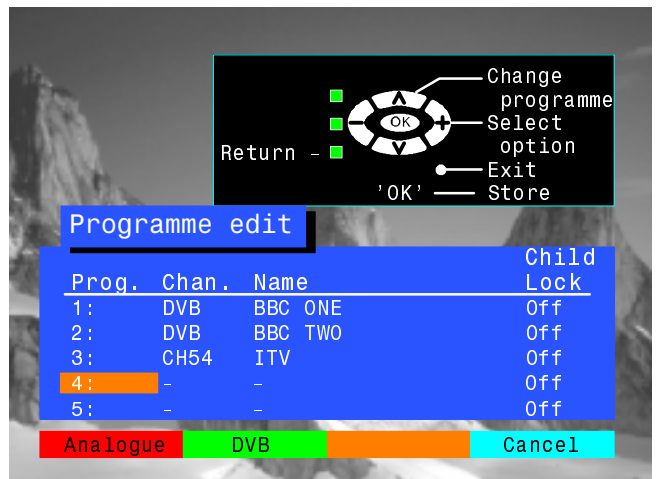 Change
programme
OK
Select
option
Return –
Exit
'OK' Store
Programme edit
Child
Prog. Chan. Name Lock
1: DVB BBC ONE Off
2: DVB BBC TWO Off
3: CH54 ITV Off
4: – – Off
5: – – Off
Analogue DVB Cancel